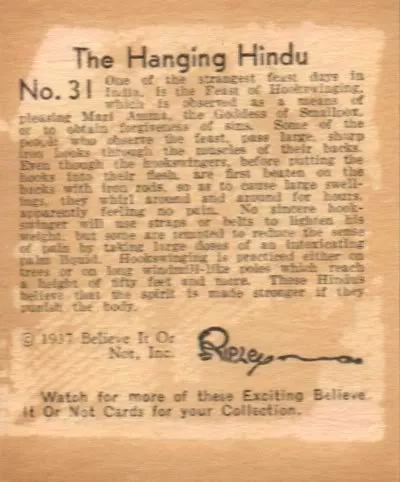 The Hanging Hindu
No. 31 One of the strangest feast days in
India, is the Feast of Hookswinging,
which is observed as a means of
pleasing Mari Amma, the Goddess of Smallpox,
or to obtain forgiveness of sins. Some of the
people who observe the feast, pass large, sharp
iron hooks through the muscles of their backs.
Even though the hookswingers, before putting the
hooks into their flesh, are first beaten on the
backs with iron rods, so as to cause large swell-
ings, they whirl around and around for hours,
apparently feeling no pain. No sincere hook-
swinger will use straps or belts to lighten his
weight, but some are tempted to reduce the sense
of pain by taking large doses of an intoxicating
palm liquid. Hookswinging is practiced either on
trees or on long windmill-like poles which reach
a height of fifty feet and more. These Hindus
believe that the spirit is made stronger if they
punish the body.
© 1937 Believe It Or
Not, Inc.
Ripley
Watch for more of these Exciting Believe
It Or Not Cards for your Collection.